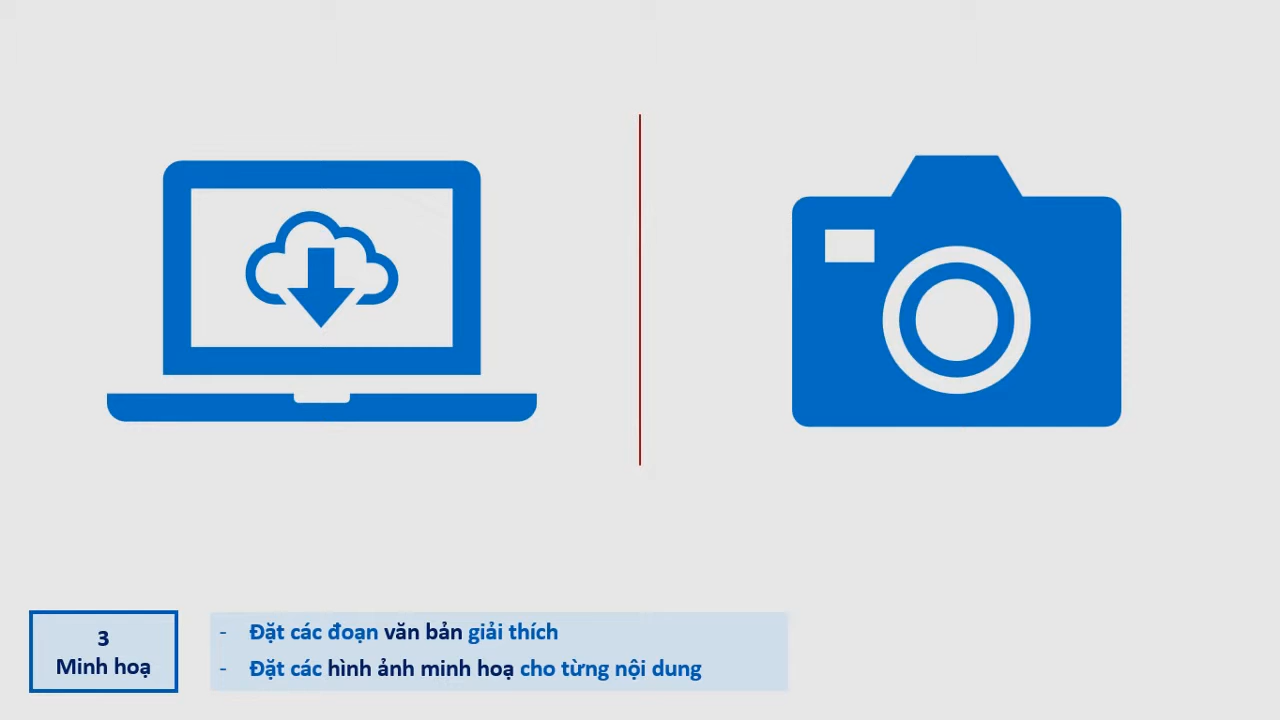 3
Minh hoạ
- Đặt các đoạn văn bản giải thích
- Đặt các hình ảnh minh hoạ cho từng nội dung